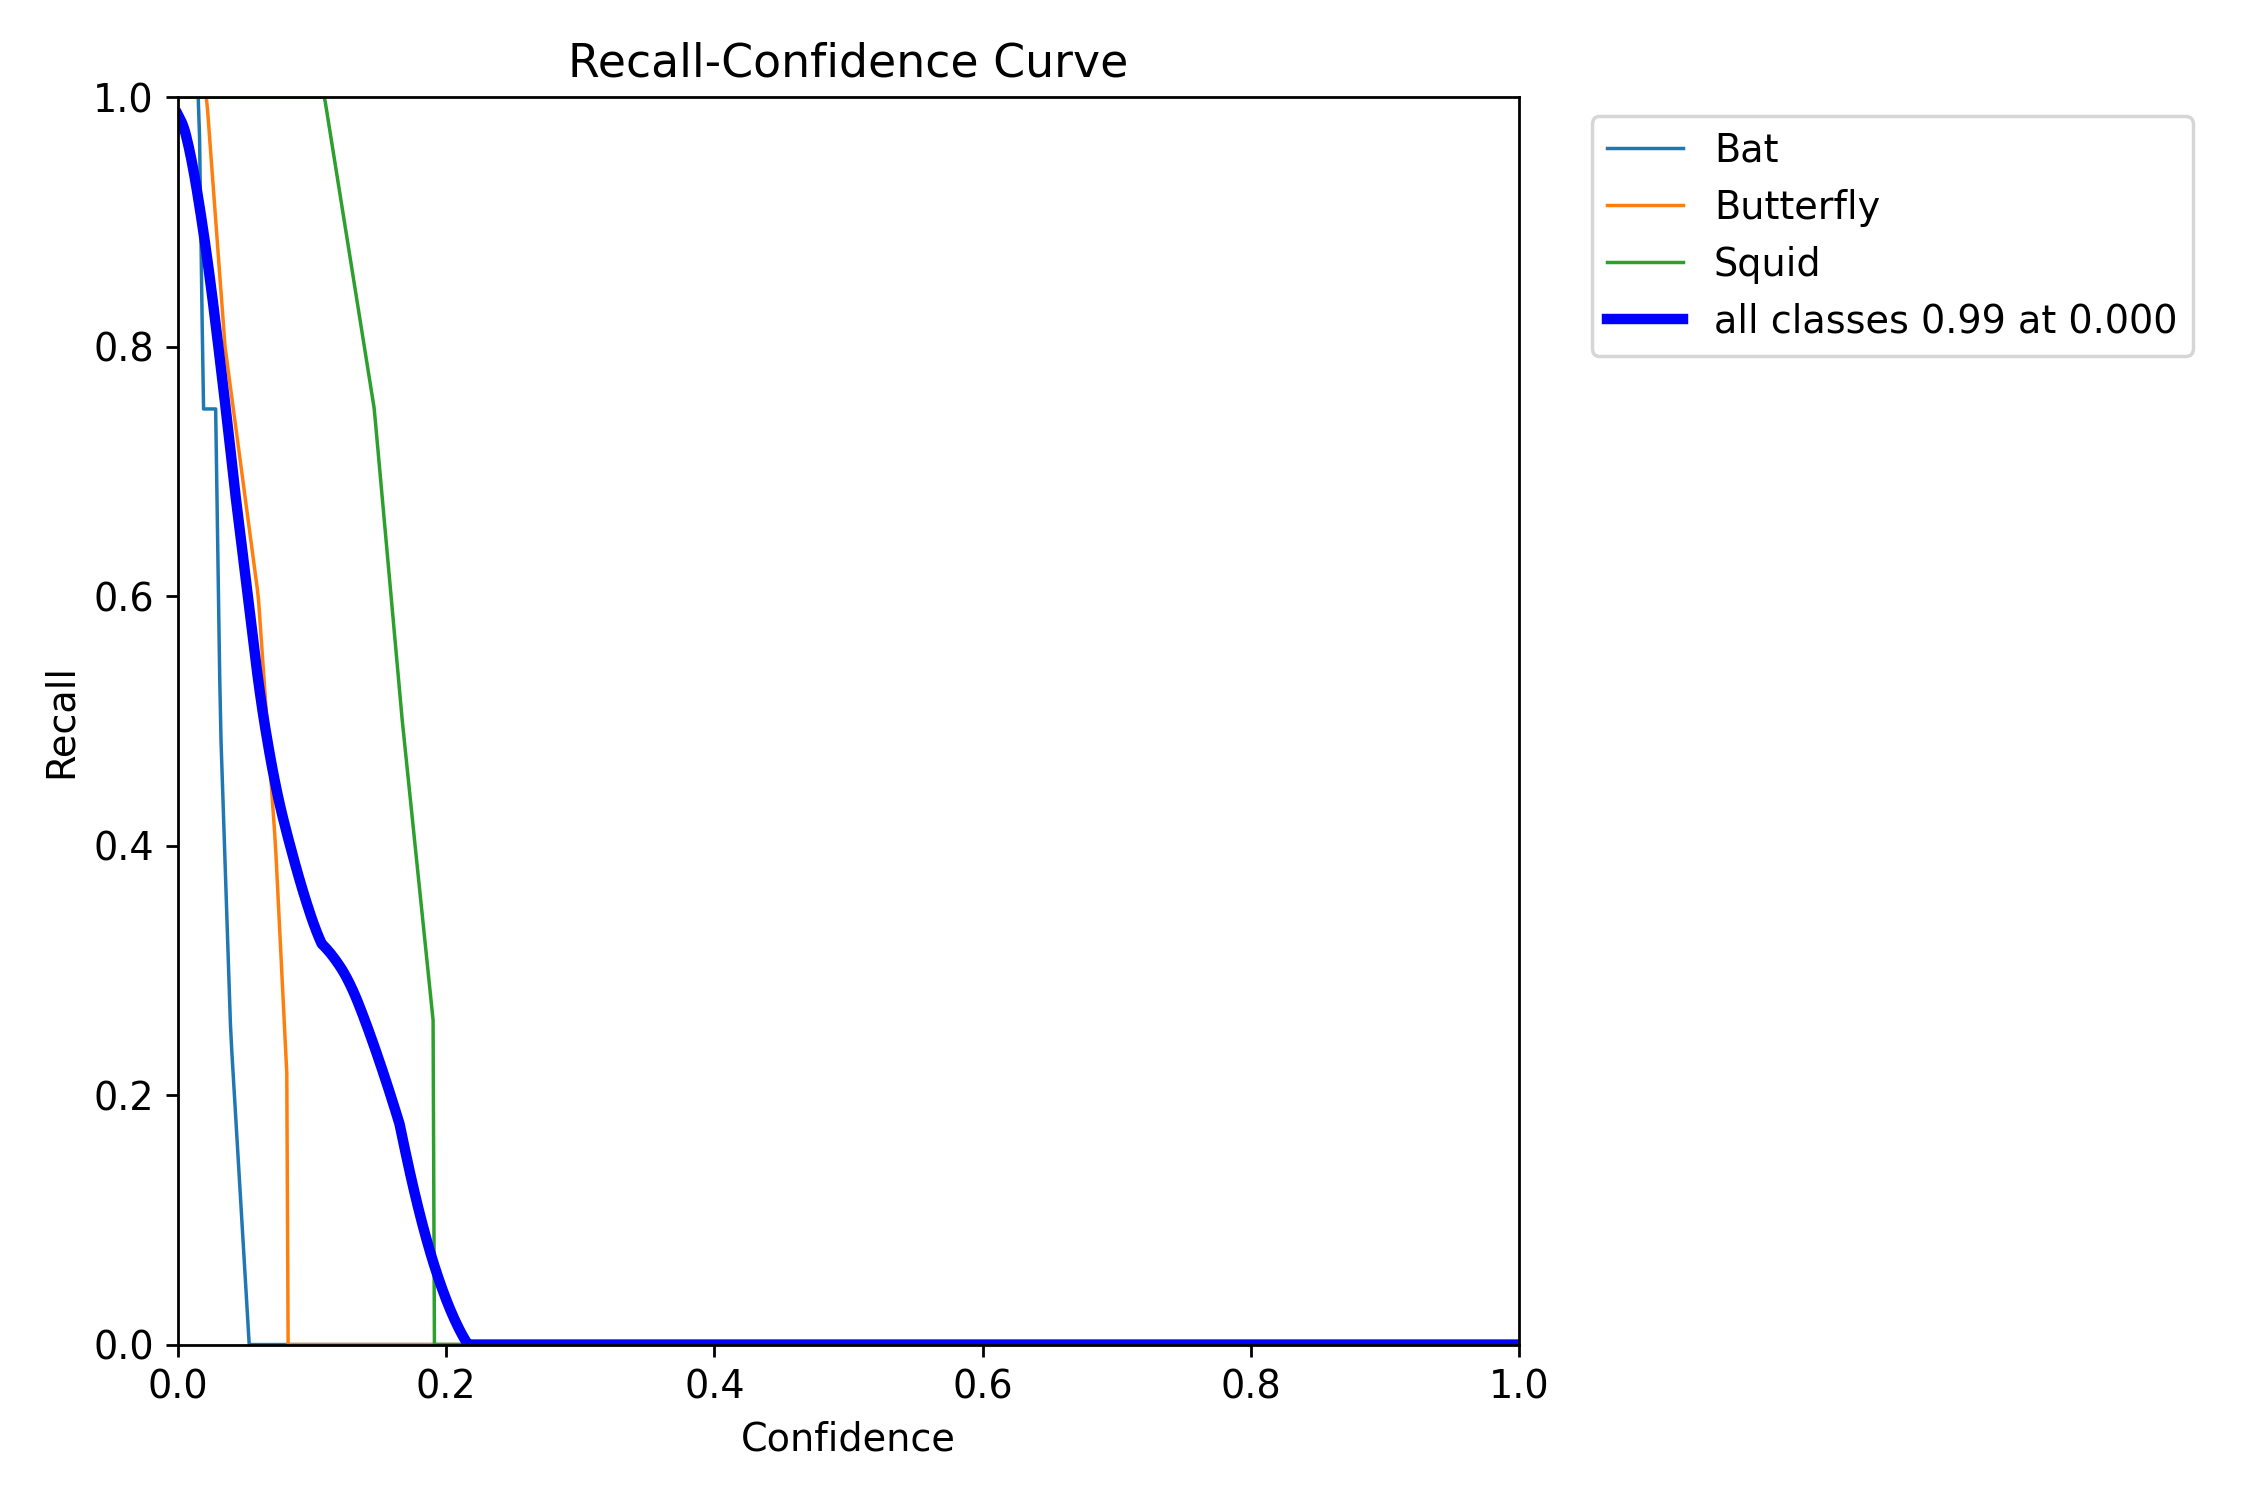 Recall-Confidence Curve
1.0
0.8
0.6
0.4
0.2
0.0
Recall
0.0 0.2 0.4 0.6 0.8 1.0
Confidence
Bat
Butterfly
Squid
all classes 0.99 at 0.000